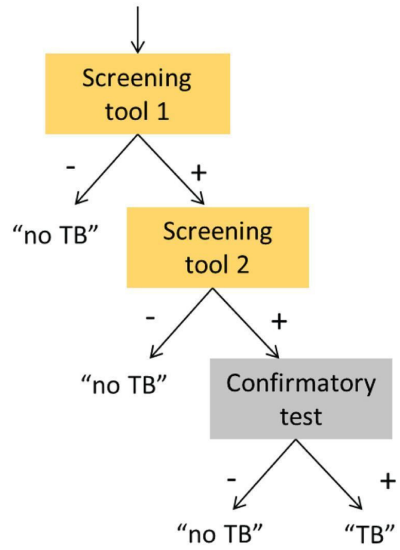 Screening
tool 1
- +
“no TB”
Screening
tool 2
- +
“no TB”
Confirmatory
test
- +
“no TB” “TB”